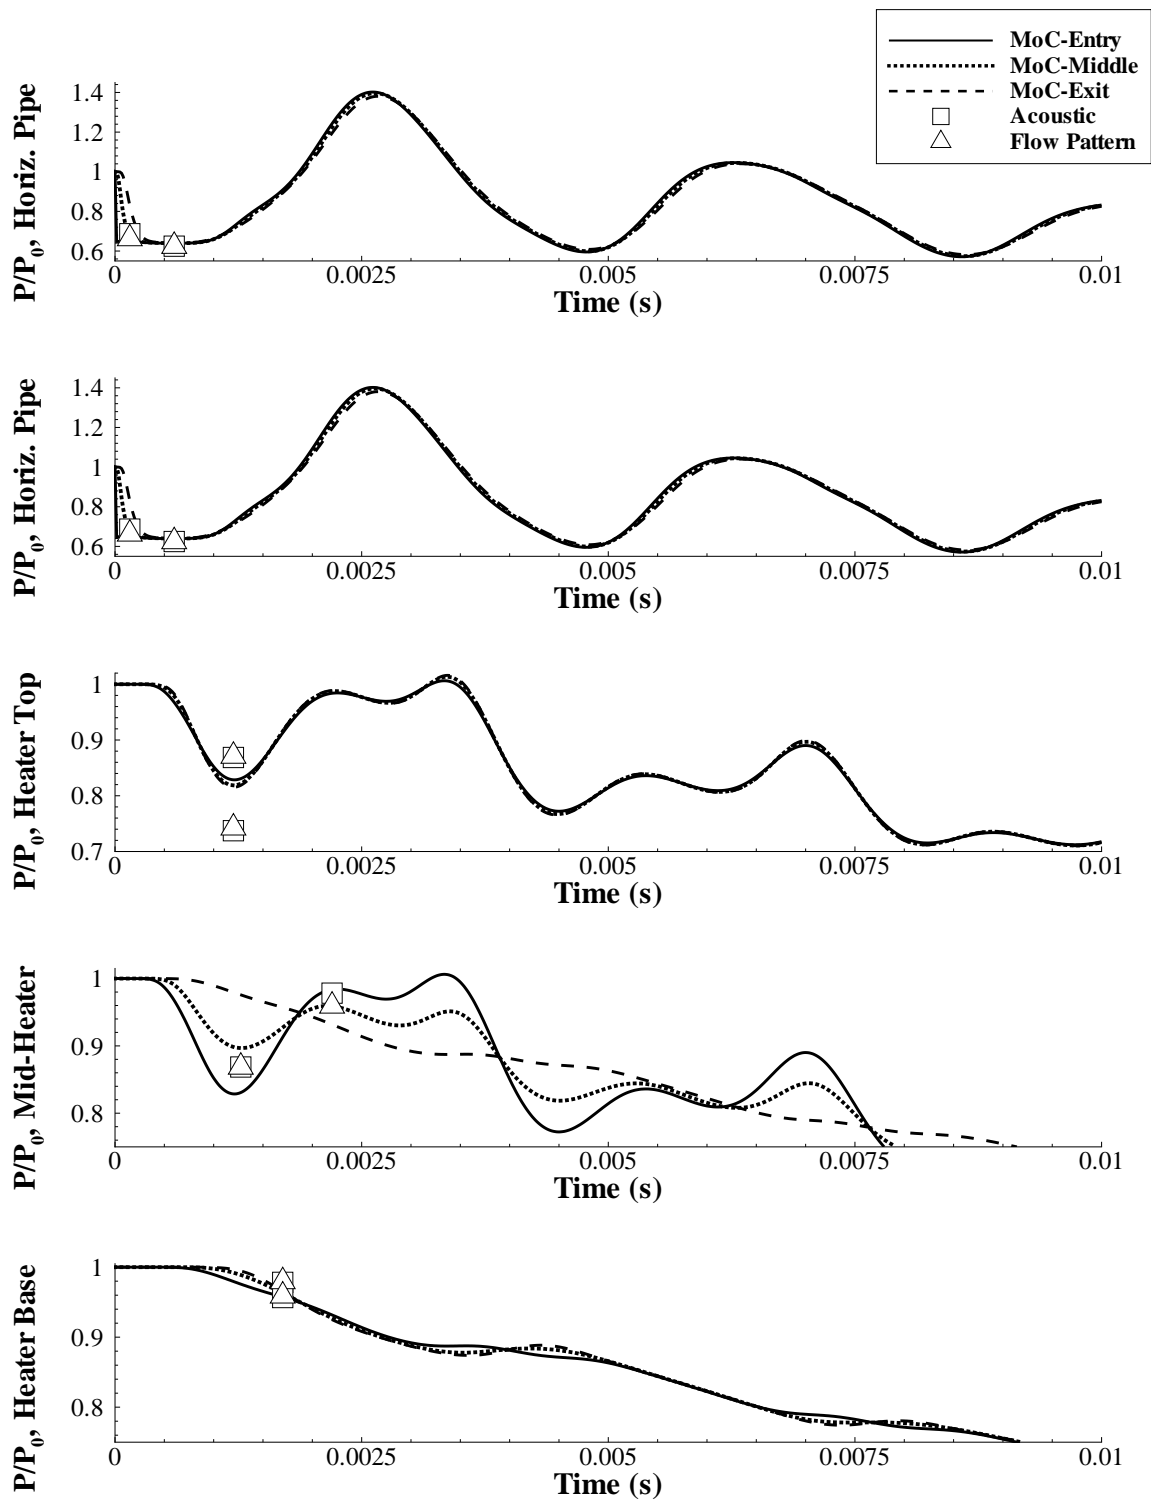 MoC-Entry
MoC-Middle
MoC-Exit
Acoustic
Flow Pattern
P/P0, Horiz. Pipe
1.4
1.2
1
0.8
0.6
0 0.0025 0.005 0.0075 0.01
Time (s)
P/P0, Horiz. Pipe
1.4
1.2
1
0.8
0.6
0 0.0025 0.005 0.0075 0.01
Time (s)
P/P0, Heater Top
1
0.9
0.8
0.7
0 0.0025 0.005 0.0075 0.01
Time (s)
P/P0, Mid-Heater
1
0.9
0.8
0 0.0025 0.005 0.0075 0.01
Time (s)
P/P0, Heater Base
1
0.9
0.8
0 0.0025 0.005 0.0075 0.01
Time (s)